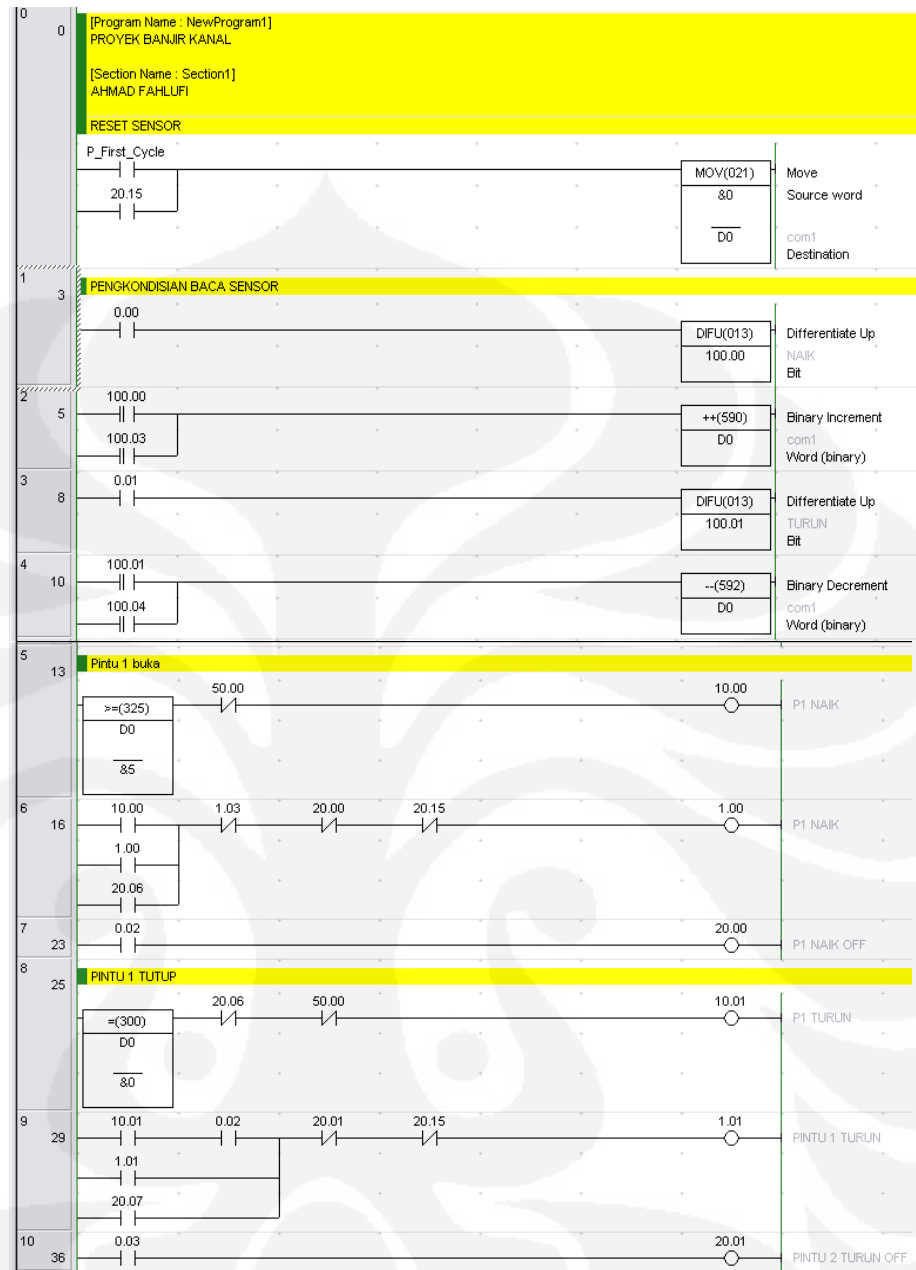 0
0
[Program Name : NewProgram1]
PROYEK BANJIR KANAL
[Section Name : Section1]
AHMAD FAHLUFI
RESET SENSOR
P_First_Cycle
MOV(021) Move
20.15
&0 Source word
D0 com1
Destination
1
3
PENGKONDISIAN BACA SENSOR
0.00
DIFU(013) Differentiate Up
100.00 NAIK
Bit
2
5
100.00
++(590) Binary Increment
100.03
D0 com1
Word (binary)
3
8
0.01
DIFU(013) Differentiate Up
100.01 TURUN
Bit
4
10
100.01
--(592) Binary Decrement
100.04
D0 com1
Word (binary)
5
13
Pintu 1 buka
50.00 10.00
>=(325) P1 NAIK
D0
&5
6
16
10.00 1.03 20.00 20.15 1.00
P1 NAIK
1.00
20.06
7
23
0.02 20.00
P1 NAIK OFF
8
25
PINTU 1 TUTUP
20.06 50.00 10.01
=(300) P1 TURUN
D0
&0
9
29
10.01 0.02 20.01 20.15 1.01
PINTU 1 TURUN
1.01
20.07
10
36
0.03 20.01
PINTU 2 TURUN OFF